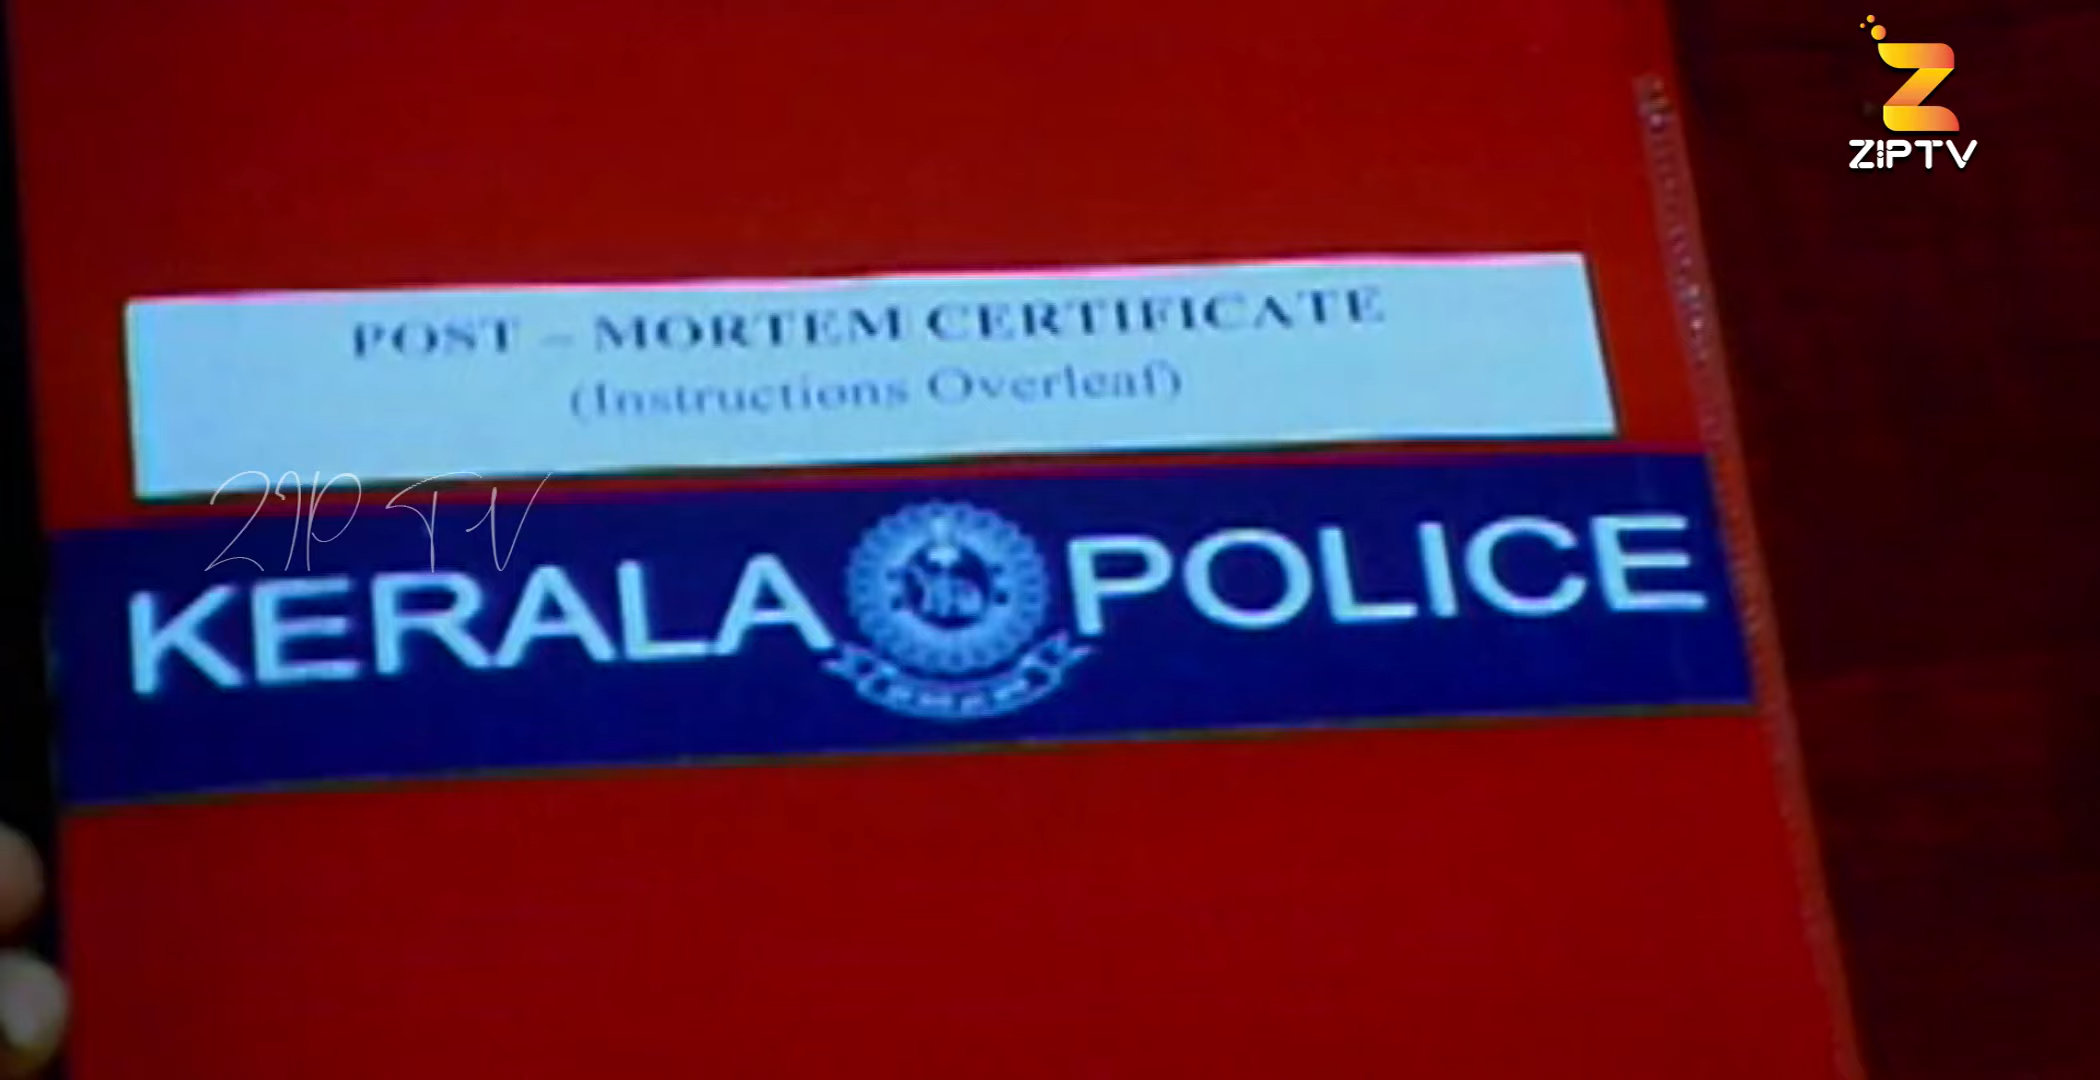 ZIPTV
POST – MORTEM CERTIFICATE
(Instructions Overleaf)
ZIP TV
KERALA POLICE